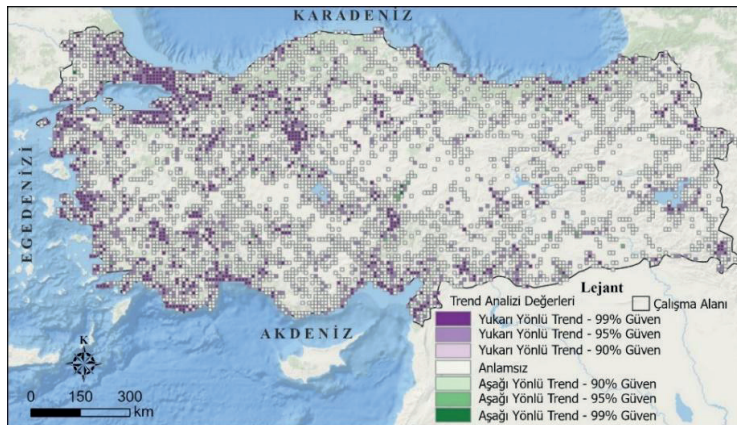 KARADENİZ
EGEDENİZİ
AKDENİZ
K
0 150 300
km
Lejant
Trend Analizi Değerleri
Çalışma Alanı
Yukarı Yönlü Trend - 99% Güven
Yukarı Yönlü Trend - 95% Güven
Yukarı Yönlü Trend - 90% Güven
Anlamsız
Aşağı Yönlü Trend - 90% Güven
Aşağı Yönlü Trend - 95% Güven
Aşağı Yönlü Trend - 99% Güven